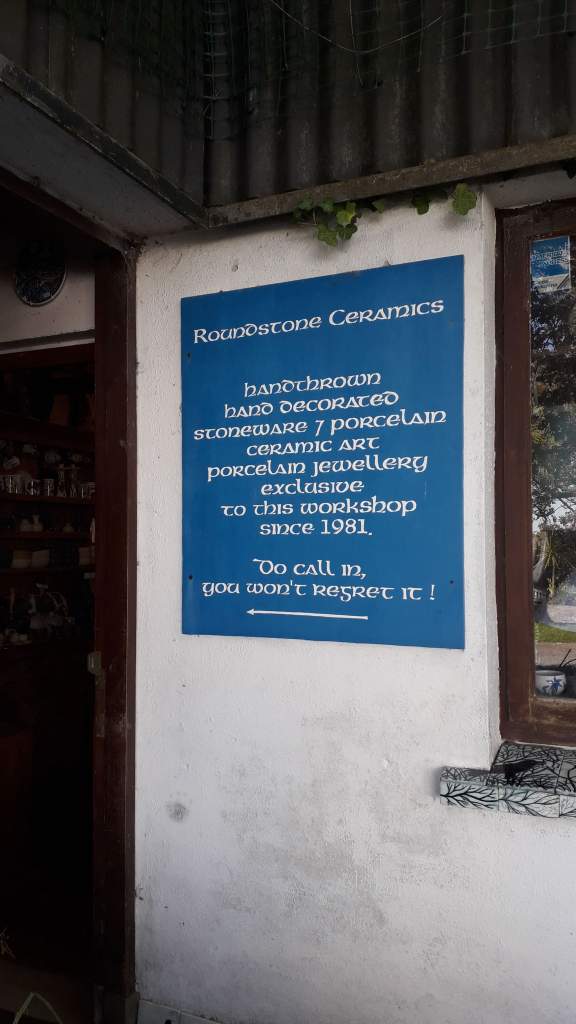 Roundstone Ceramics
handthrown
hand decorated
stoneware ⁊ porcelain
ceramic art
porcelain jewellery
exclusive
to this workshop
since 1981.
Do call in,
you won't regret it !